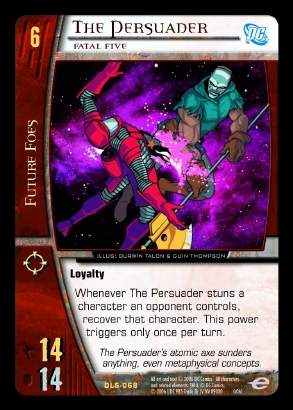 6
The Persuader
DC
FATAL FIVE
FUTURE FOES
ILLUS: DURWIN TALON & GUIN THOMPSON
Loyalty
Whenever The Persuader stuns a
character an opponent controls,
recover that character. This power
triggers only once per turn.
The Persuader's atomic axe sunders
anything, even metaphysical concepts.
14
14
DLS-068